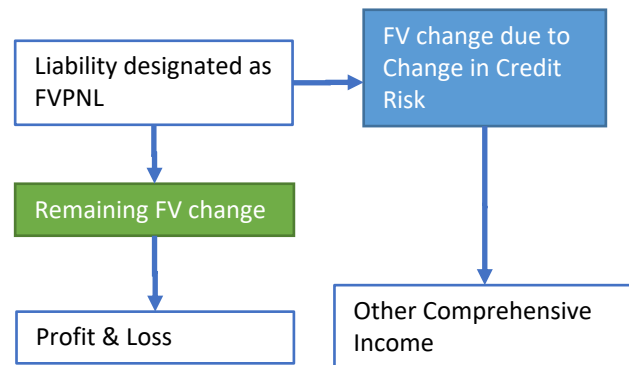 Liability designated as
FVPNL
FV change due to
Change in Credit
Risk
Remaining FV change
Profit & Loss
Other Comprehensive
Income